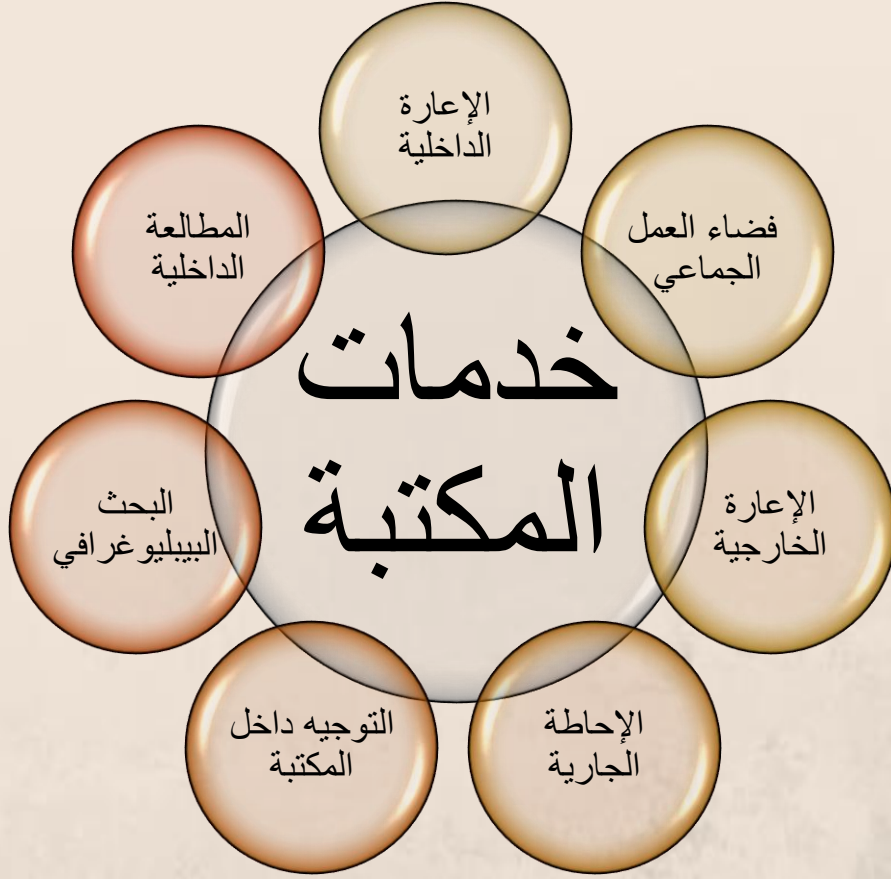 الإعارة
الداخلية
فضاء العمل
الجماعي
الإعارة
الخارجية
الإحاطة
الجارية
التوجيه داخل
المكتبة
البحث
البيبليوغرافي
المطالعة
الداخلية
خدمات
المكتبة